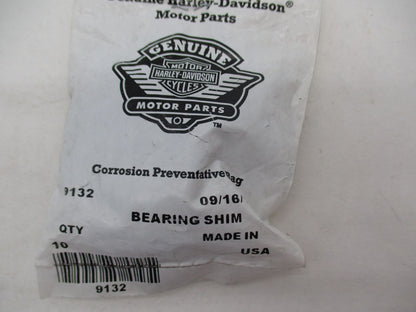 Genuine Harley-Davidson®
Motor Parts
GENUINE
MOTOR
HARLEY-DAVIDSON
CYCLES
MOTOR PARTS
™
Corrosion Preventative
9132 09/16/
BEARING SHIM
QTY MADE IN
10 USA
9132